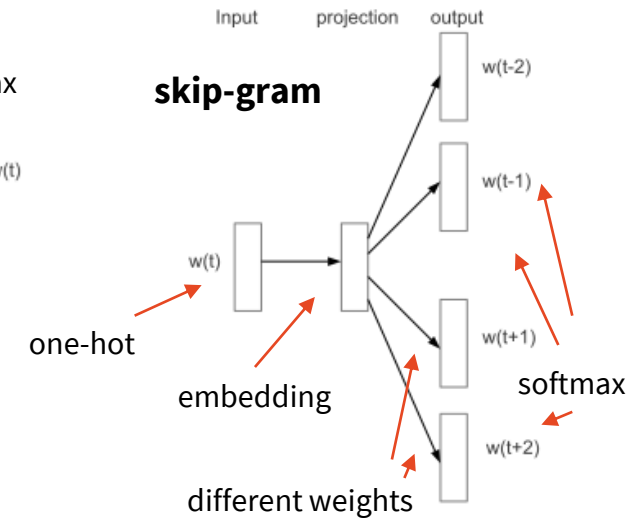 Input projection output
w(t-2)
skip-gram
w(t)
w(t-1)
w(t)
w(t+1)
one-hot
softmax
embedding
w(t+2)
different weights